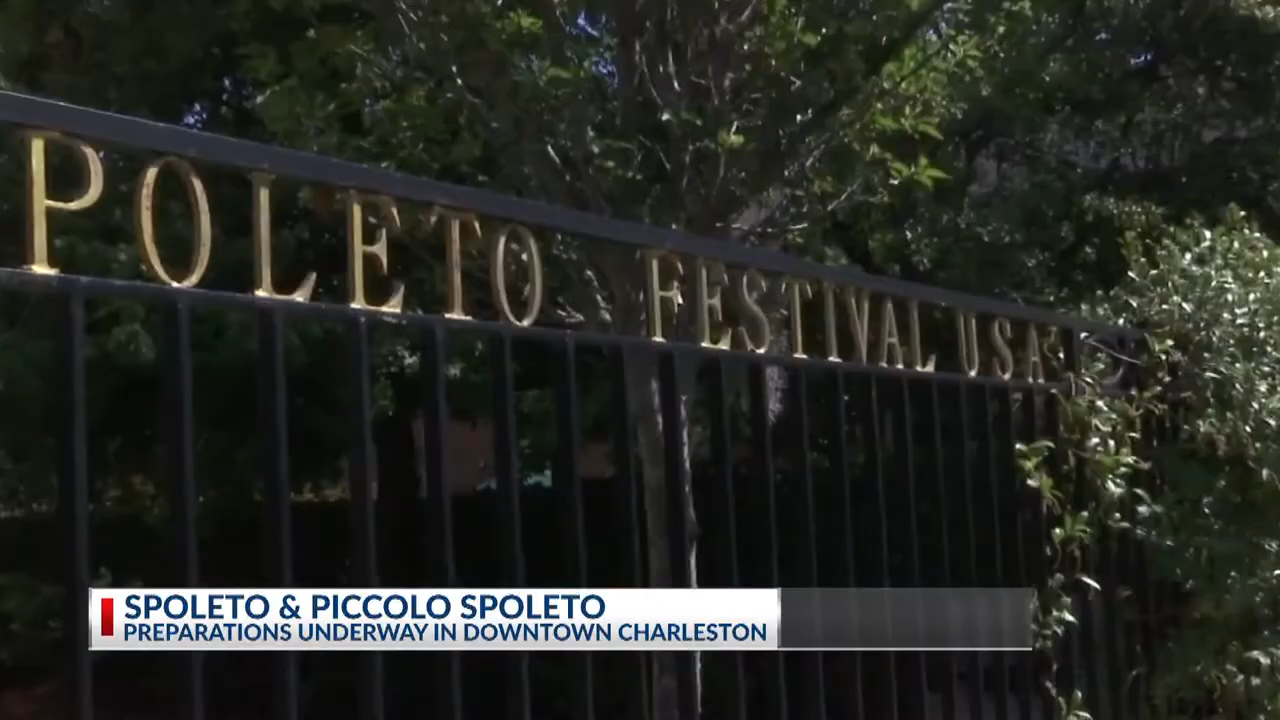 POLETO FESTIVAL USA
SPOLETO & PICCOLO SPOLETO
PREPARATIONS UNDERWAY IN DOWNTOWN CHARLESTON